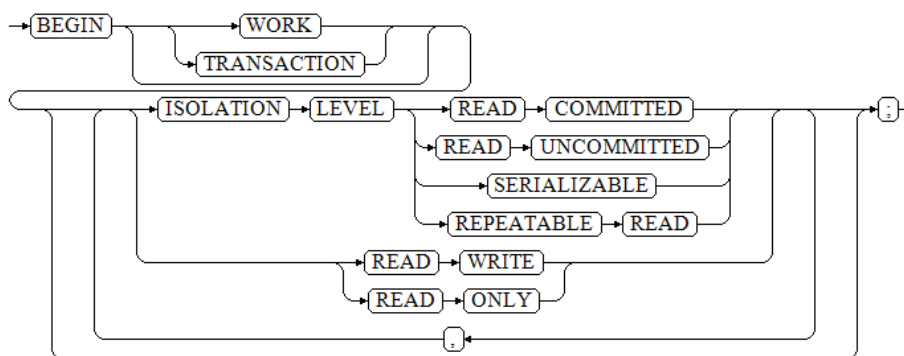 BEGIN WORK
TRANSACTION
ISOLATION LEVEL READ COMMITTED ;
READ UNCOMMITTED
SERIALIZABLE
REPEATABLE READ
READ WRITE
READ ONLY
,